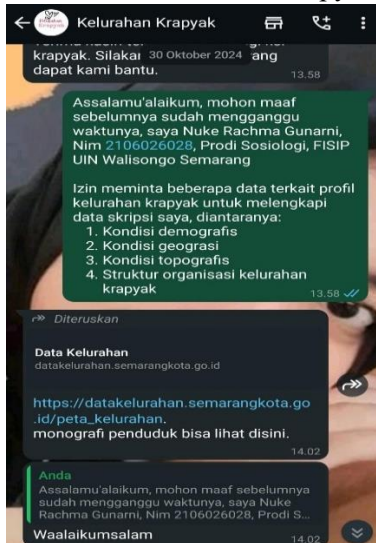 Kelurahan Krapyak
krapyak. Silakan
30 Oktober 2024
ang
dapat kami bantu.
13.58
Assalamu'alaikum, mohon maaf
sebelumnya sudah mengganggu
waktunya, saya Nuke Rachma Gunarni,
Nim 2106026028, Prodi Sosiologi, FISIP
UIN Walisongo Semarang
Izin meminta beberapa data terkait profil
kelurahan krapyak untuk melengkapi
data skripsi saya, diantaranya:
1. Kondisi demografis
2. Kondisi geograsi
3. Kondisi topografis
4. Struktur organisasi kelurahan
krapyak
13.58
Diteruskan
Data Kelurahan
datakelurahan.semarangkota.go.id
https://datakelurahan.semarangkota.go
.id/peta_kelurahan.
monografi penduduk bisa lihat disini.
14.02
Anda
Assalamu'alaikum, mohon maaf sebelumnya
sudah mengganggu waktunya, saya Nuke
Rachma Gunarni, Nim 2106026028, Prodi S...
Waalaikumsalam
14.02